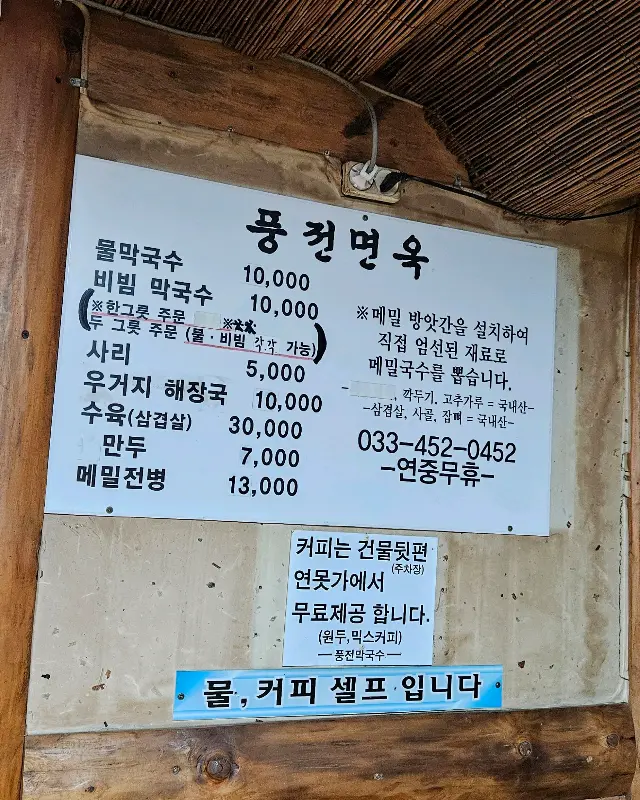 풍전면옥
물막국수 10,000
비빔 막국수 10,000
※한그릇 주문
두 그릇 주문 (물·비빔 각각 가능)
사리 5,000
우거지 해장국 10,000
수육(삼겹살) 30,000
만두 7,000
메밀전병 13,000
※메밀 방앗간을 설치하여
직접 엄선된 재료로
메밀국수를 뽑습니다.
깍두기, 고추가루 = 국내산-
-삼겹살, 사골, 잡뼈 = 국내산-
033-452-0452
-연중무휴-
커피는 건물뒷편
(주차장)
연못가에서
무료제공 합니다.
(원두,믹스커피)
— 풍전막국수 —
물, 커피 셀프 입니다